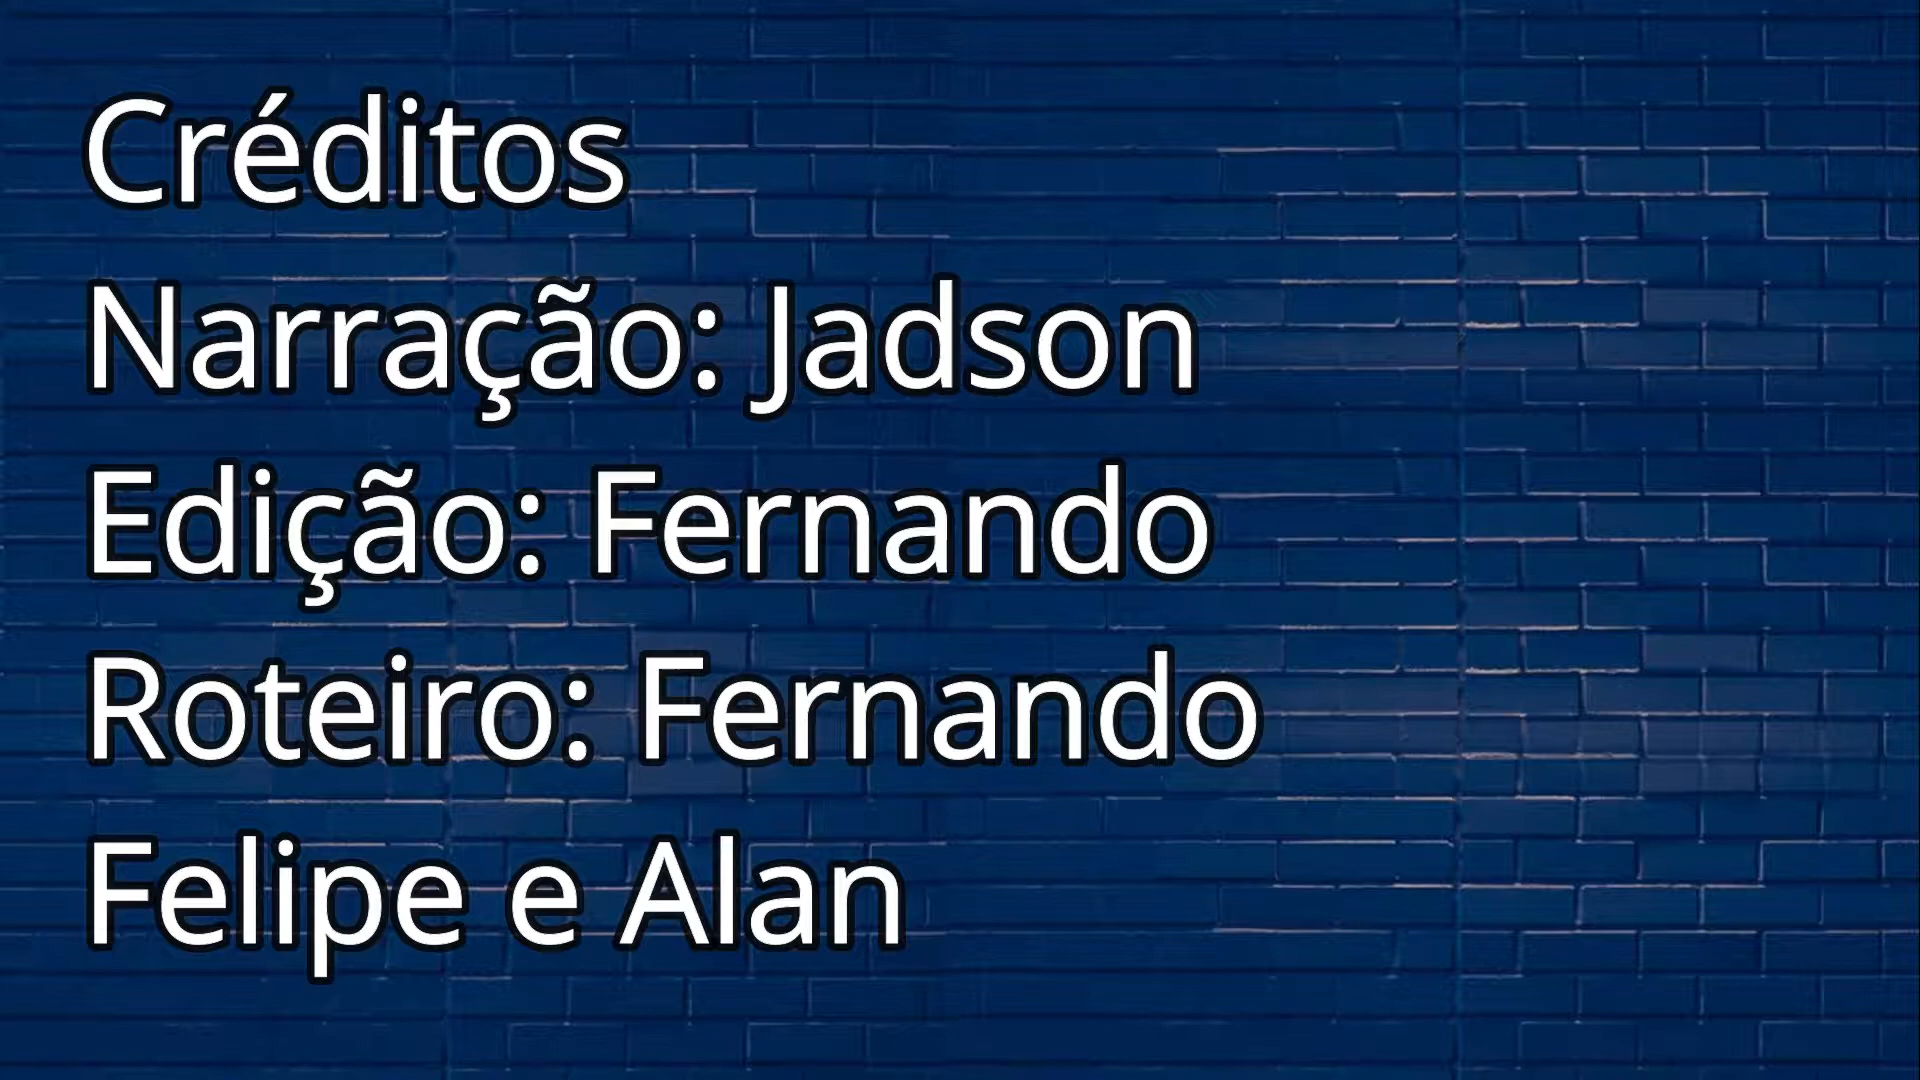 Créditos
Narração: Jadson
Edição: Fernando
Roteiro: Fernando
Felipe e Alan